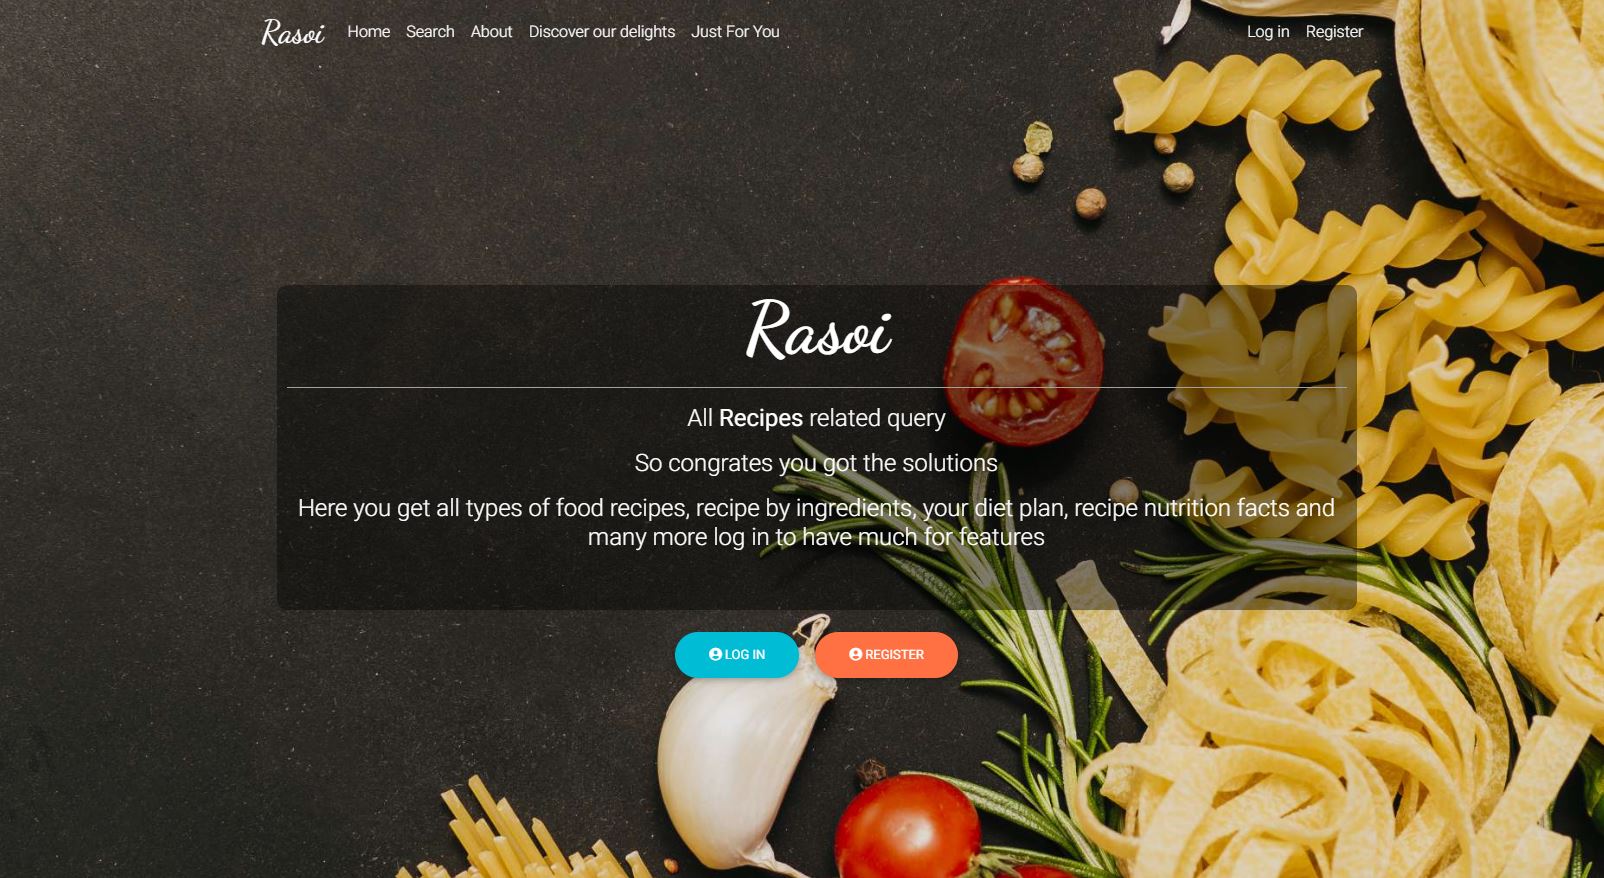 Rasoi Home Search About Discover our delights Just For You Log in Register
Rasoi
All Recipes related query
So congrates you got the solutions
Here you get all types of food recipes, recipe by ingredients, your diet plan, recipe nutrition facts and
many more log in to have much for features
LOG IN REGISTER